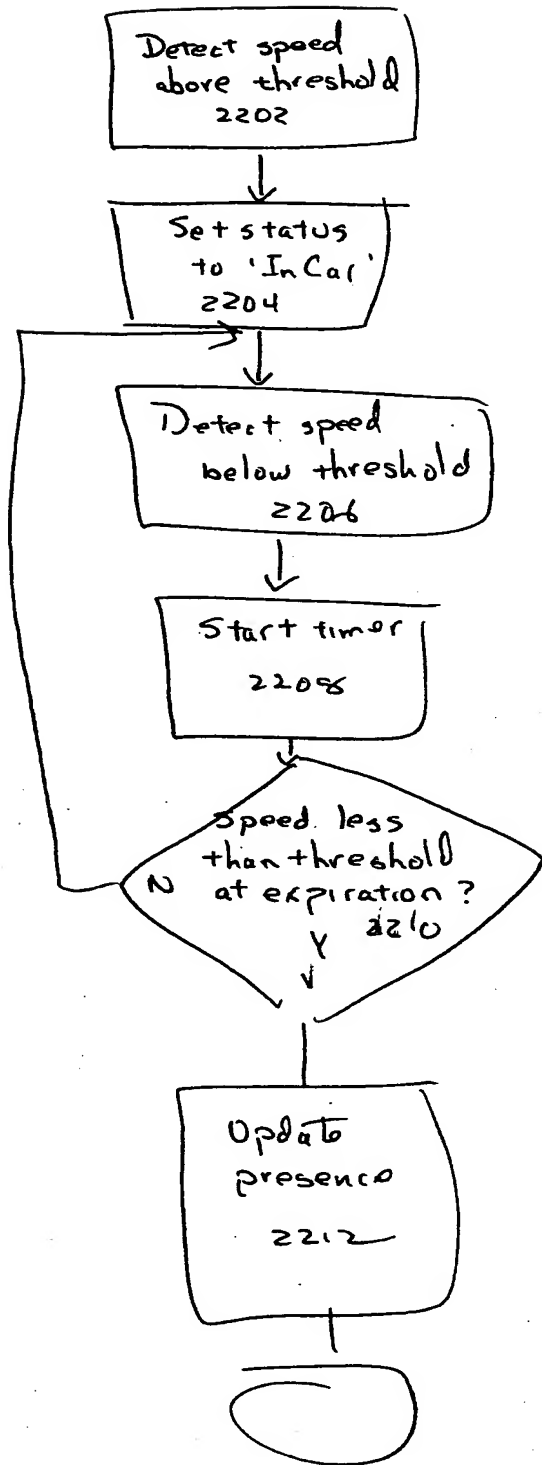 Detect speed
above threshold
2202
Set status
to 'InCar'
2204
Detect speed
below threshold
2206
Start timer
2208
Speed less
than threshold
N at expiration?
2210
Y
Update
presence
2212